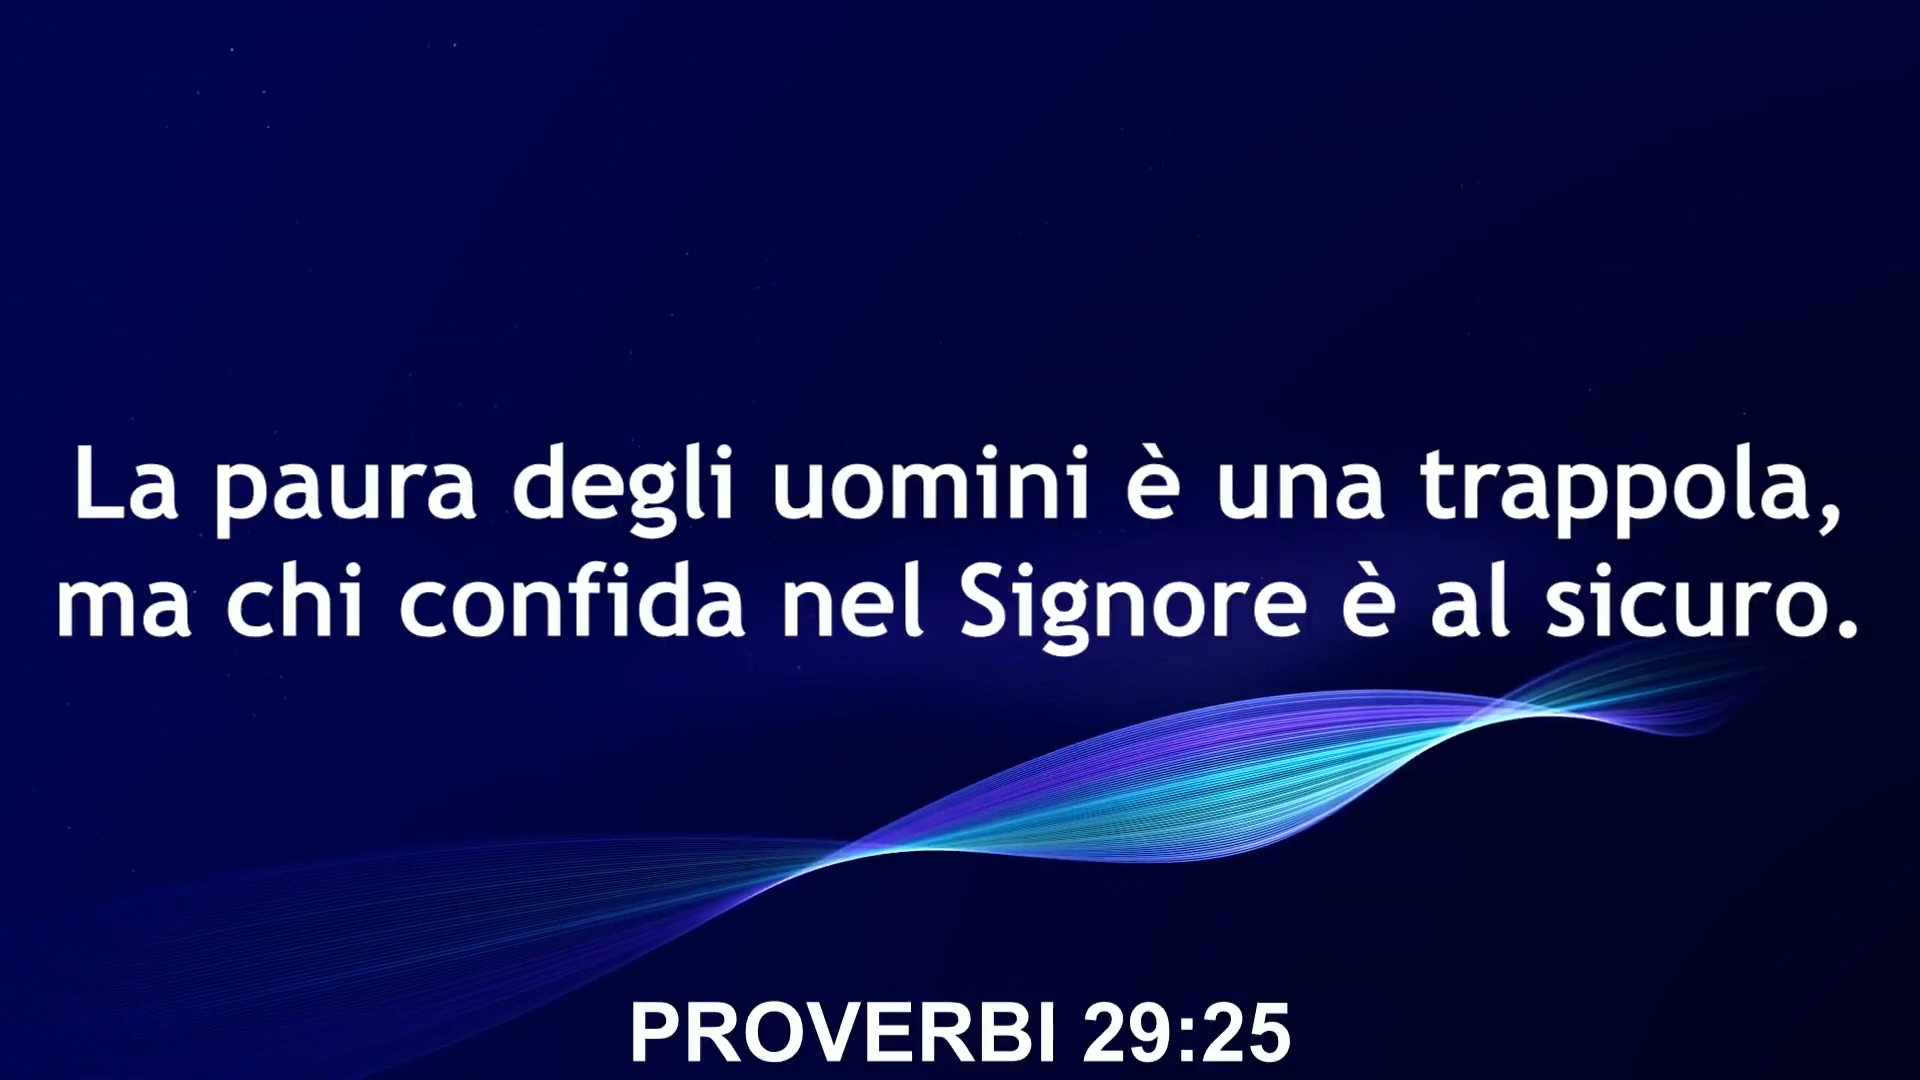 La paura degli uomini è una trappola,
ma chi confida nel Signore è al sicuro.
PROVERBI 29:25